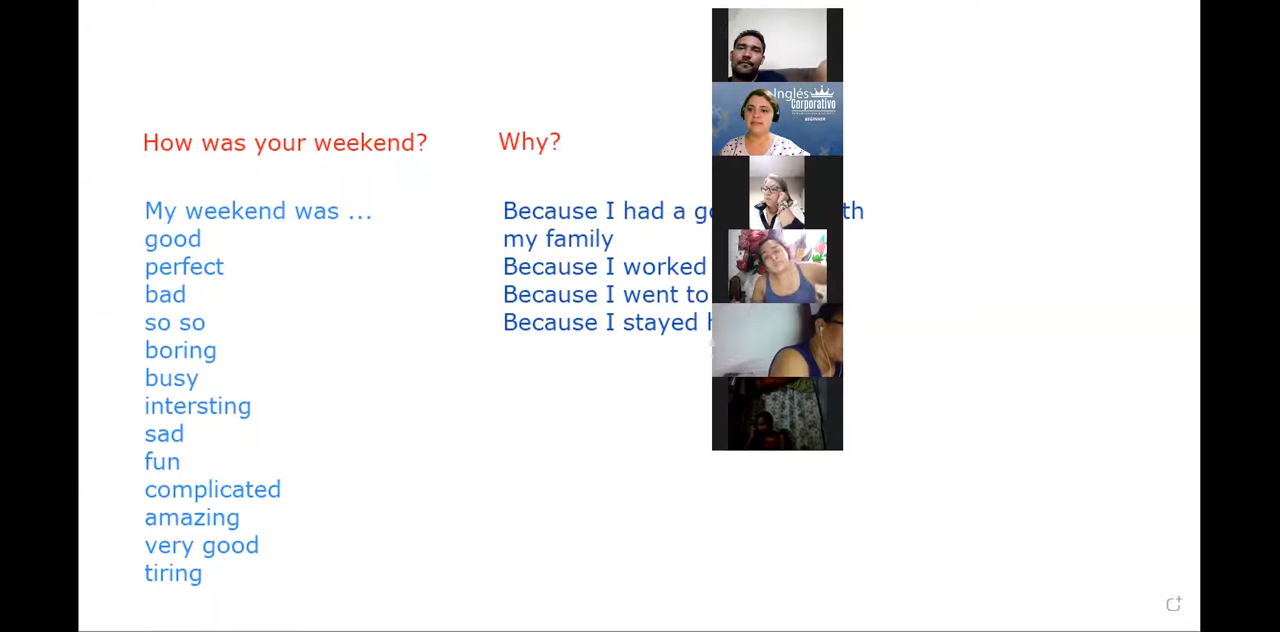 How was your weekend?
My weekend was ...
good
perfect
bad
so so
boring
busy
intersting
sad
fun
complicated
amazing
very good
tiring
Why?
Because I had a
my family
Because I worked
Because I went to
Because I stayed
Inglés
Corporativo
BEGINNER